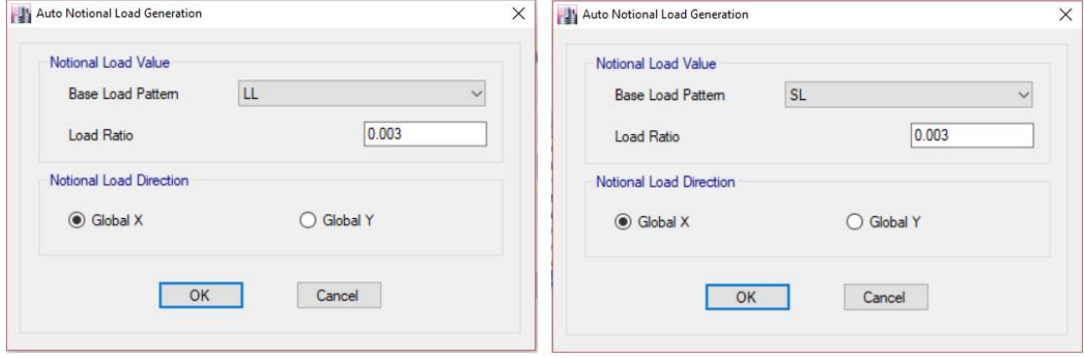 Auto Notional Load Generation
Notional Load Value
Base Load Pattern LL
Load Ratio 0.003
Notional Load Direction
Global X Global Y
OK Cancel
Auto Notional Load Generation
Notional Load Value
Base Load Pattern SL
Load Ratio 0.003
Notional Load Direction
Global X Global Y
OK Cancel